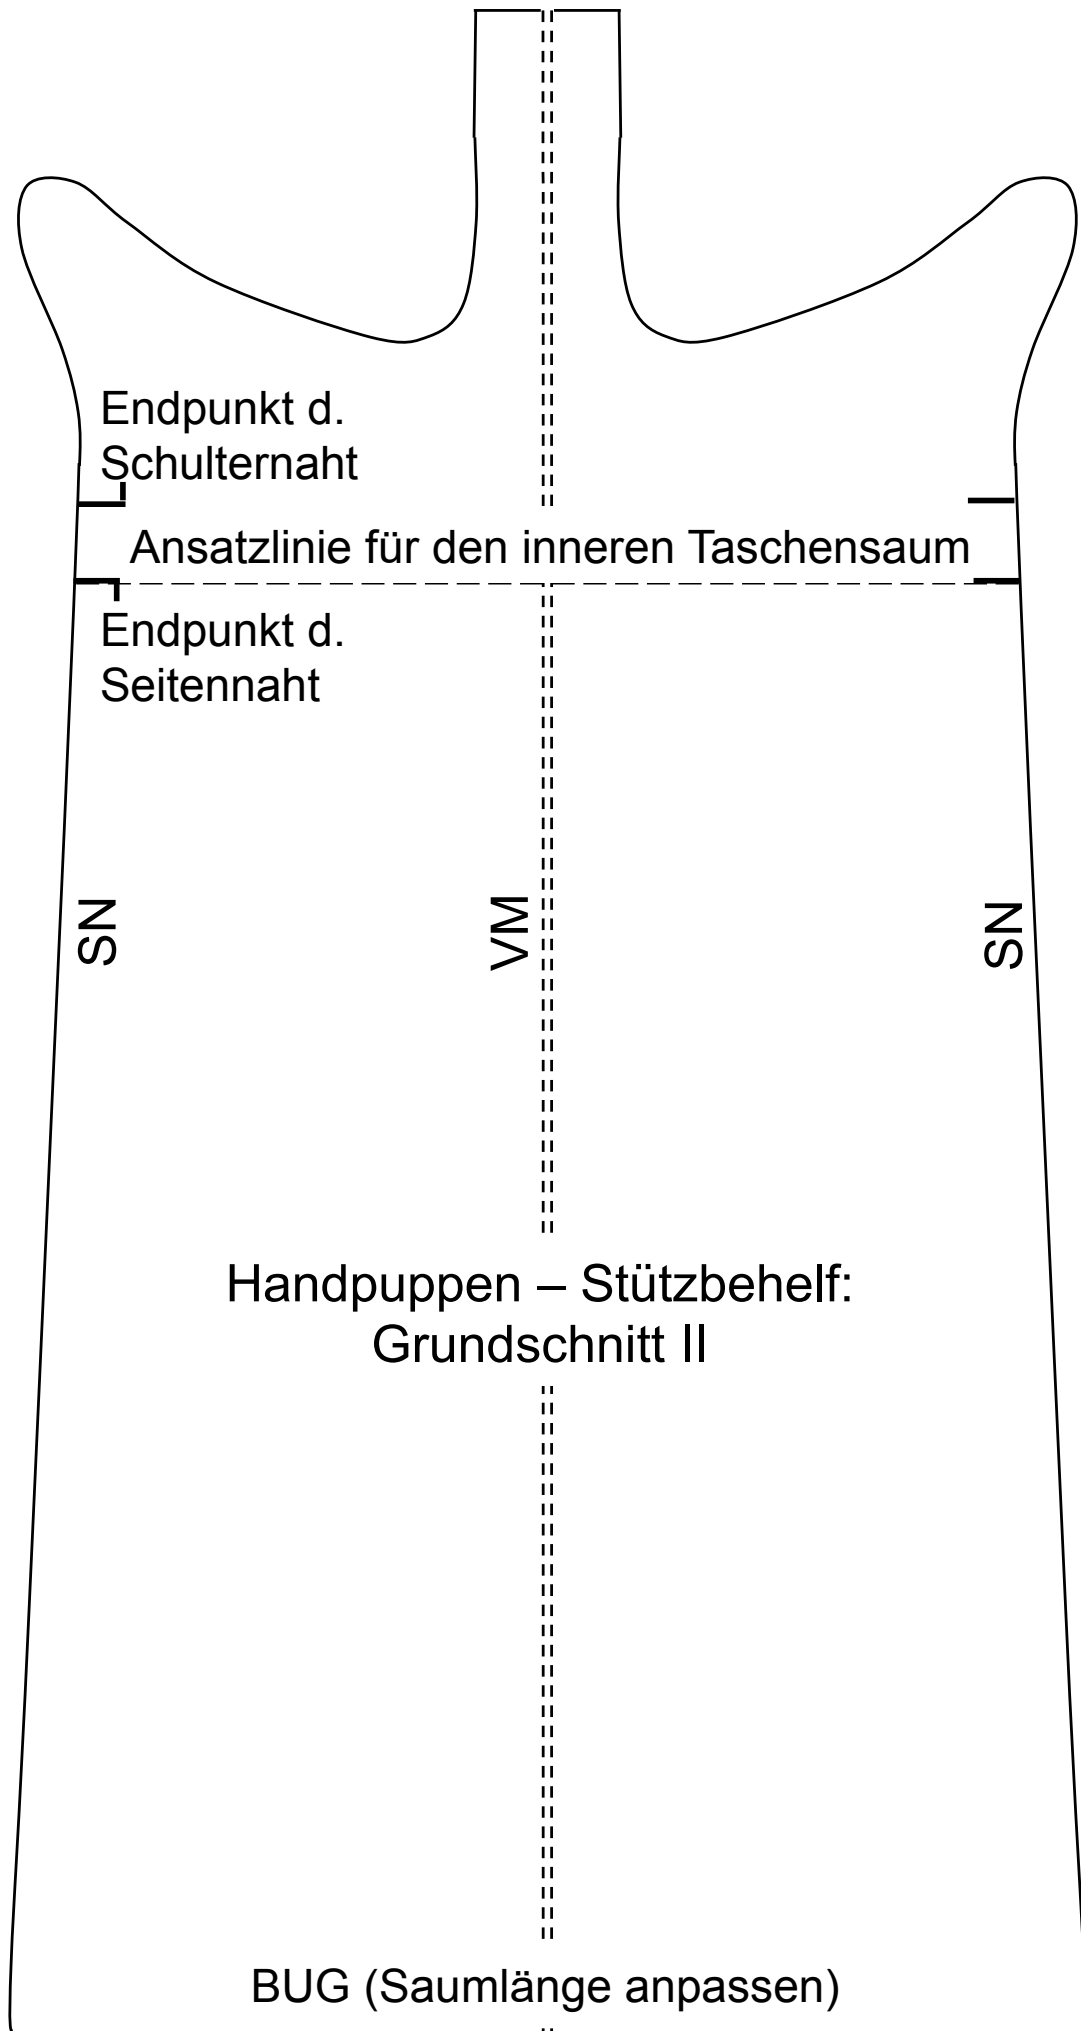 Endpunkt d.
Schulternaht
Ansatzlinie für den inneren Taschensaum
Endpunkt d.
Seitennaht
SN
VM
SN
Handpuppen – Stützbehelf:
Grundschnitt II
BUG (Saumlänge anpassen)